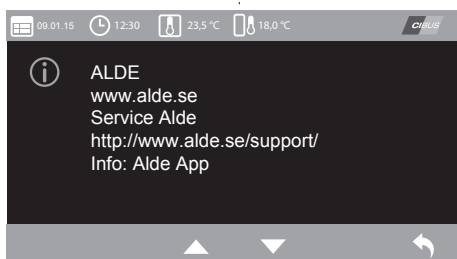 09.01.15 12:30 23,5 °C 18,0 °C CIBUS
ALDE
www.alde.se
Service Alde
http://www.alde.se/support/
Info: Alde App